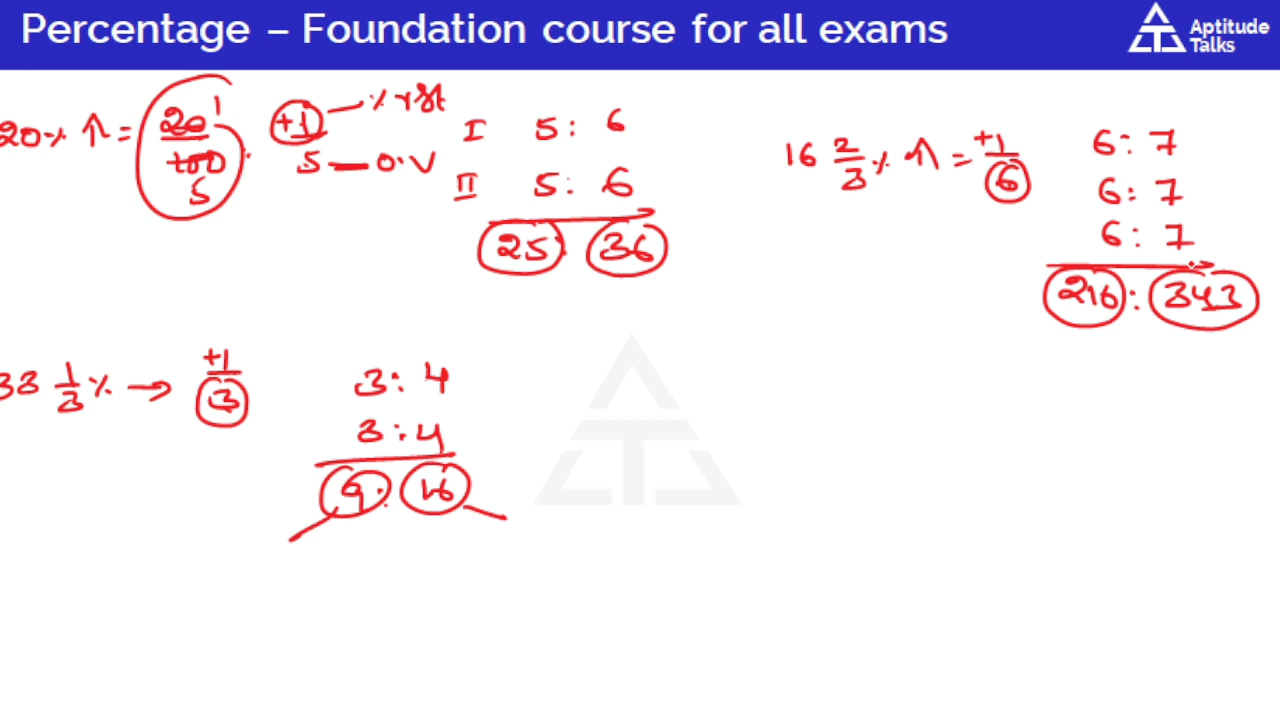 Percentage – Foundation course for all exams
Aptitude
Talks
20% ↑ = 20/100 1/5 . +1/5
O.V
I 5 : 6
II 5 : 6
25 : 36
16 2/3 % ↑ = +1/6
6 : 7
6 : 7
6 : 7
216 : 343
33 1/3 % → +1/3
3 : 4
3 : 4
9 : 16